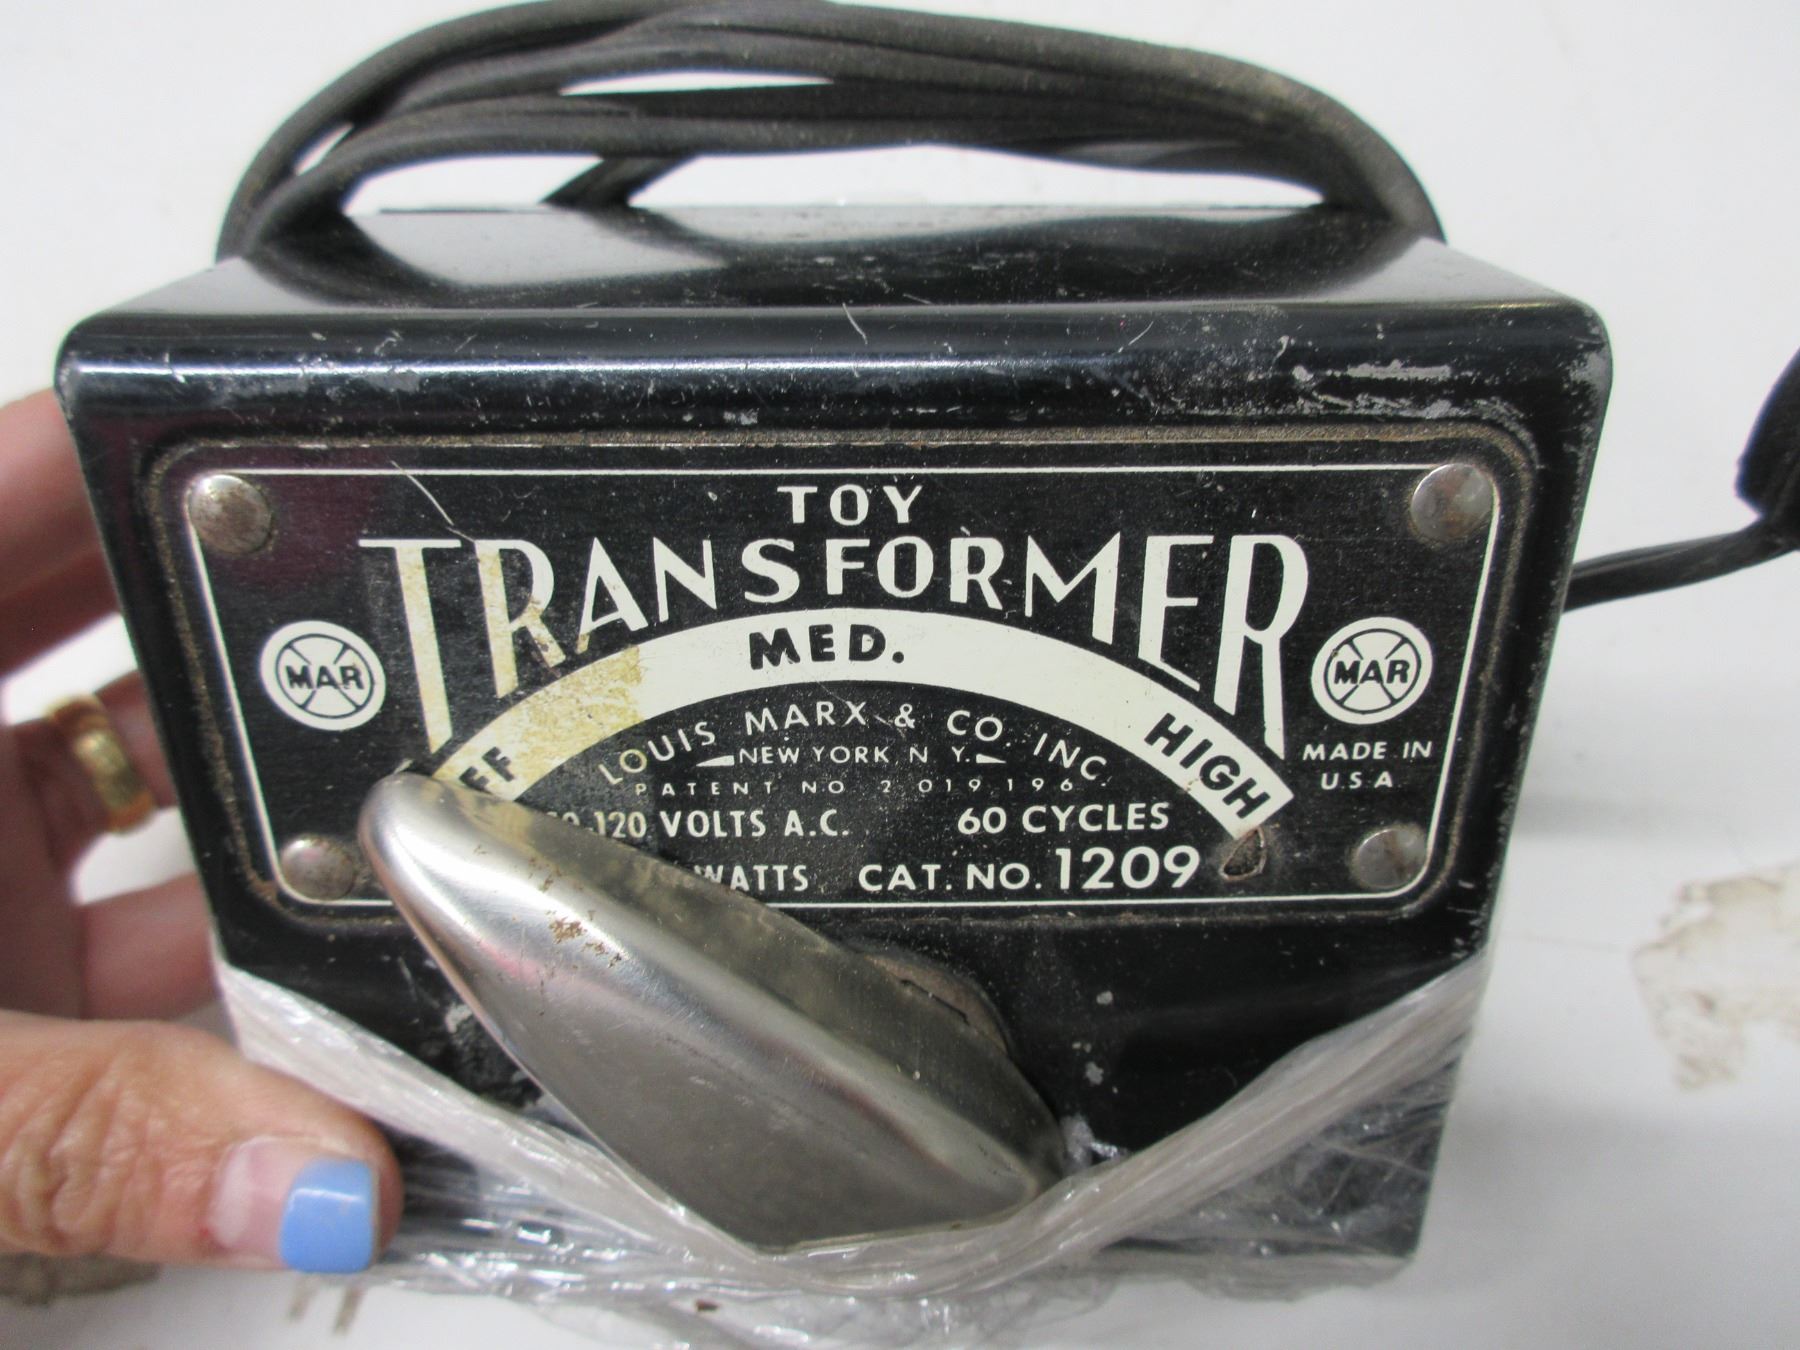 TOY
TRANSFORMER
MED.
HIGH
MAR
MAR
LOUIS MARX & CO. INC.
NEW YORK N. Y.
PATENT NO 2 019 196
MADE IN
U.S.A.
120 VOLTS A.C. 60 CYCLES
WATTS CAT. NO. 1209